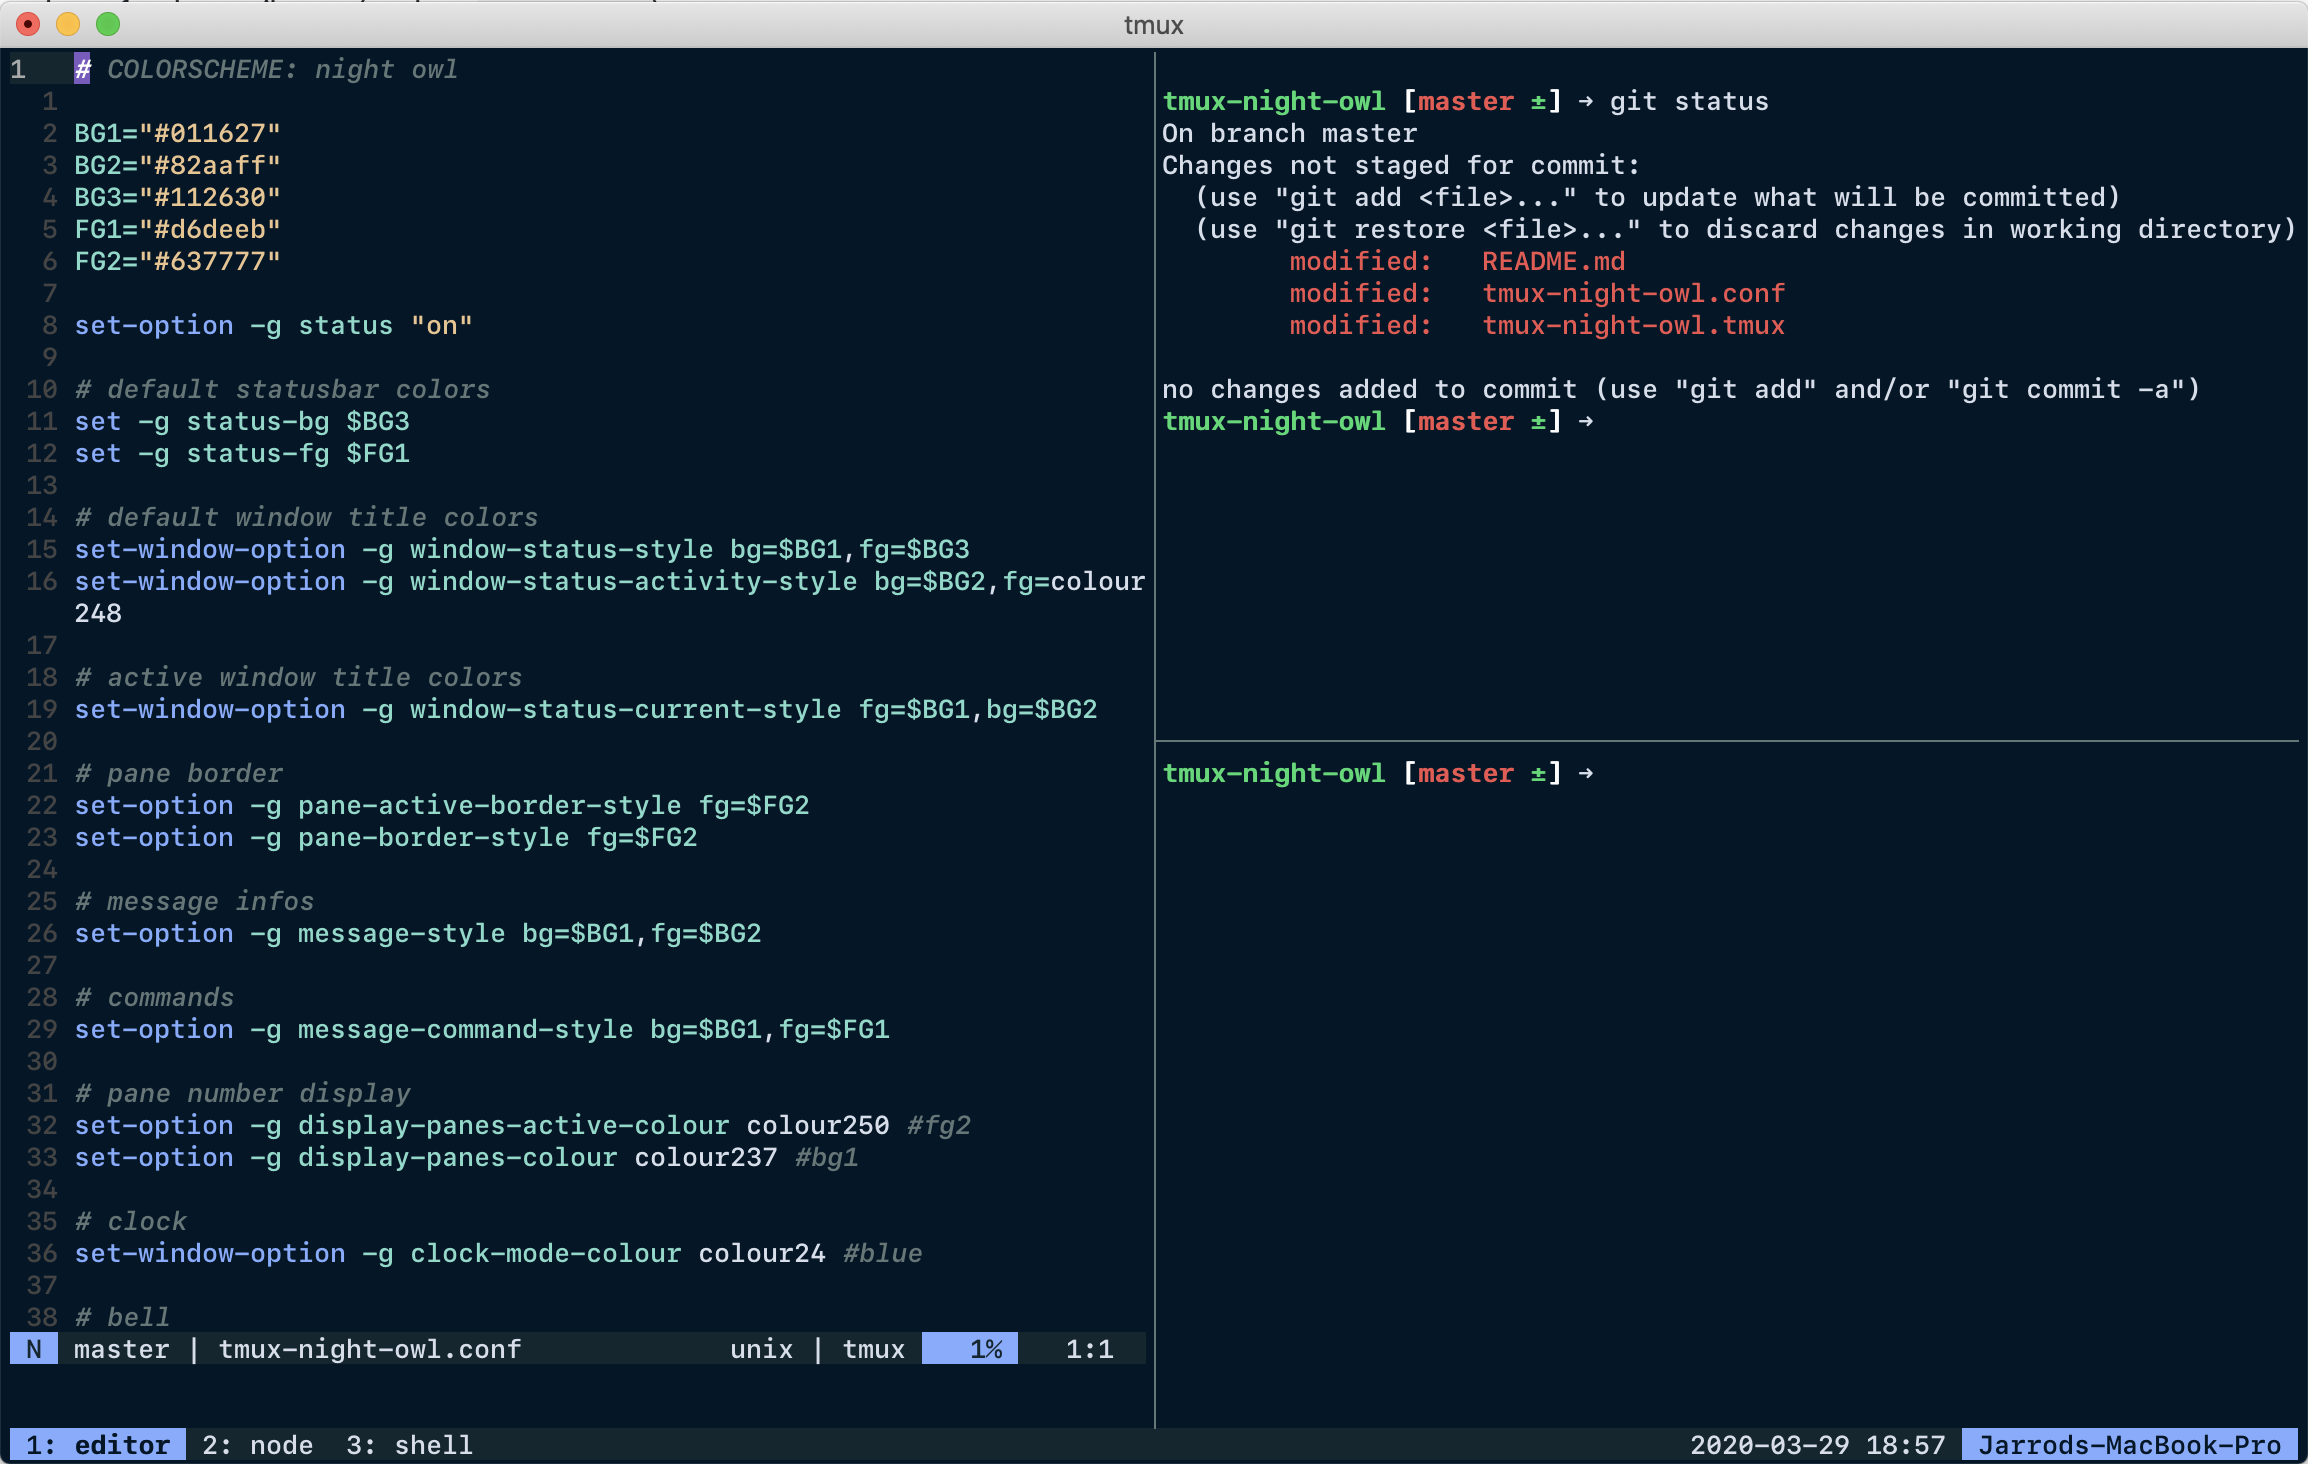 tmux
1 # COLORSCHEME: night owl
1
2 BG1="#011627"
3 BG2="#82aaff"
4 BG3="#112630"
5 FG1="#d6deeb"
6 FG2="#637777"
7
8 set-option -g status "on"
9
10 # default statusbar colors
11 set -g status-bg $BG3
12 set -g status-fg $FG1
13
14 # default window title colors
15 set-window-option -g window-status-style bg=$BG1,fg=$BG3
16 set-window-option -g window-status-activity-style bg=$BG2,fg=colour
248
17
18 # active window title colors
19 set-window-option -g window-status-current-style fg=$BG1,bg=$BG2
20
21 # pane border
22 set-option -g pane-active-border-style fg=$FG2
23 set-option -g pane-border-style fg=$FG2
24
25 # message infos
26 set-option -g message-style bg=$BG1,fg=$BG2
27
28 # commands
29 set-option -g message-command-style bg=$BG1,fg=$FG1
30
31 # pane number display
32 set-option -g display-panes-active-colour colour250 #fg2
33 set-option -g display-panes-colour colour237 #bg1
34
35 # clock
36 set-window-option -g clock-mode-colour colour24 #blue
37
38 # bell
N master | tmux-night-owl.conf unix | tmux 1% 1:1
tmux-night-owl [master ±] → git status
On branch master
Changes not staged for commit:
(use "git add <file>..." to update what will be committed)
(use "git restore <file>..." to discard changes in working directory)
modified: README.md
modified: tmux-night-owl.conf
modified: tmux-night-owl.tmux
no changes added to commit (use "git add" and/or "git commit -a")
tmux-night-owl [master ±] →
tmux-night-owl [master ±] →
1: editor 2: node 3: shell 2020-03-29 18:57 Jarrods-MacBook-Pro